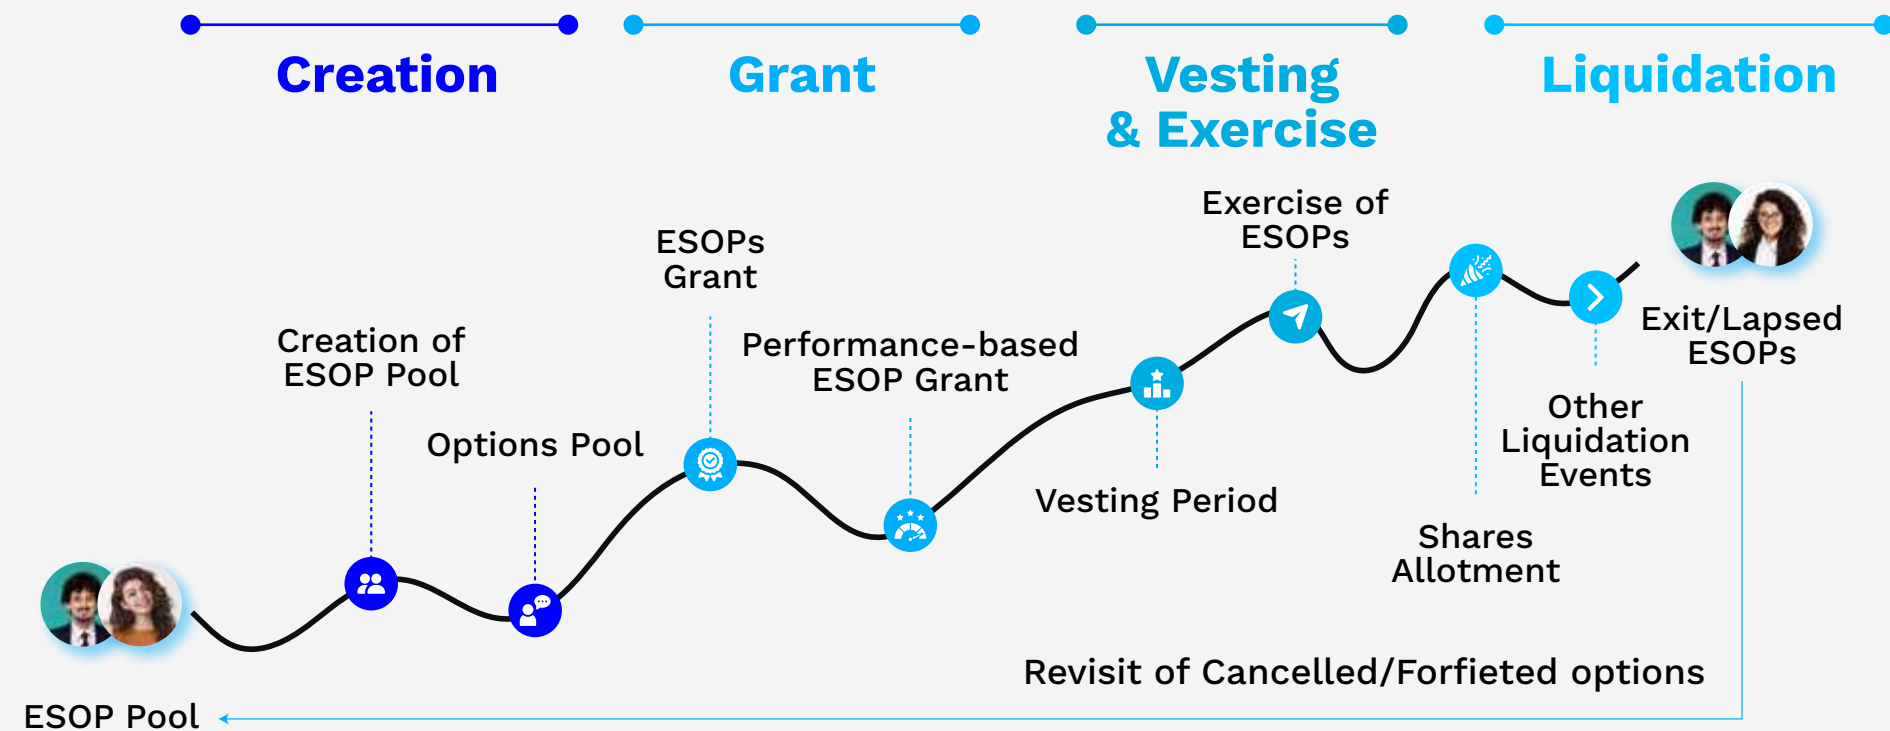 Creation
Grant
Vesting
& Exercise
Liquidation
Exercise of
ESOPs
ESOPs
Grant
Creation of
ESOP Pool
Performance-based
ESOP Grant
Exit/Lapsed
ESOPs
Options Pool
Other
Liquidation
Events
Vesting Period
Shares
Allotment
Revisit of Cancelled/Forfieted options
ESOP Pool